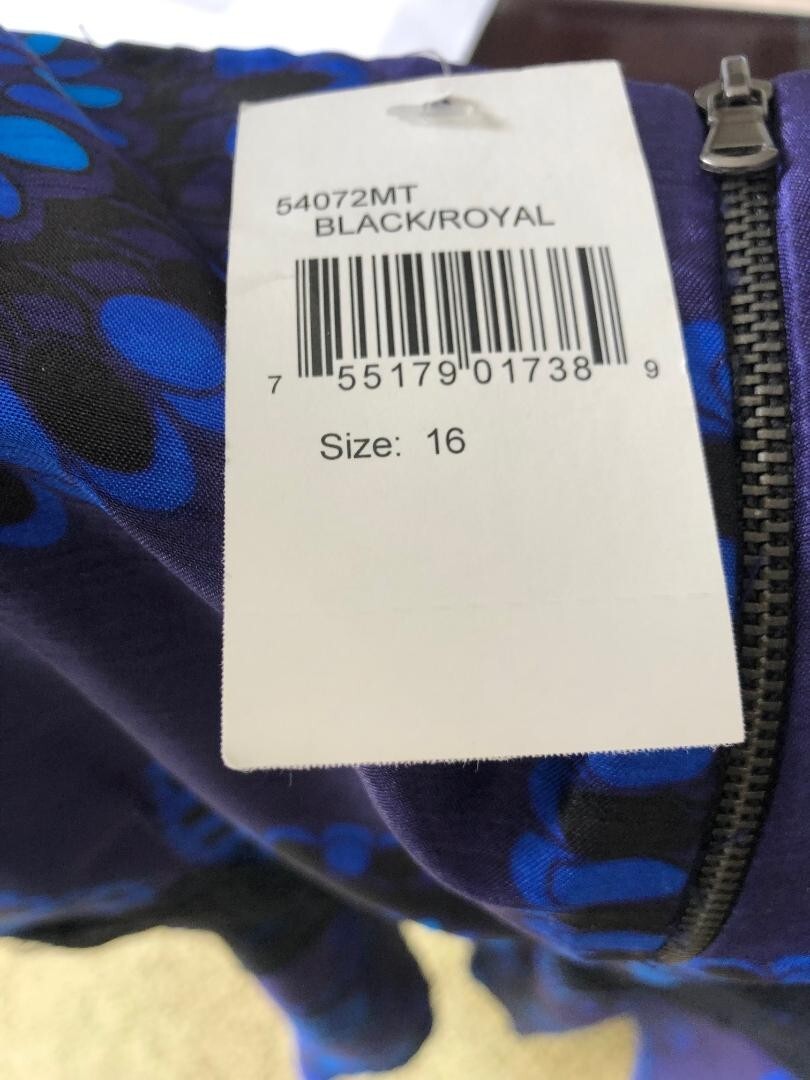 54072MT
BLACK/ROYAL
7 55179 01738 9
Size: 16